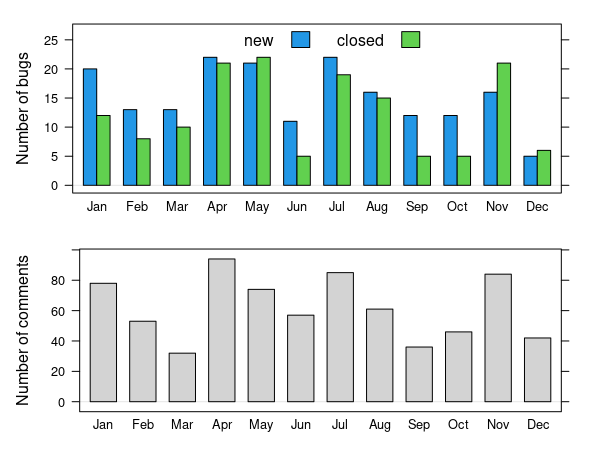 new closed
Number of bugs
25
20
15
10
5
0
Jan Feb Mar Apr May Jun Jul Aug Sep Oct Nov Dec
Number of comments
80
60
40
20
0
Jan Feb Mar Apr May Jun Jul Aug Sep Oct Nov Dec